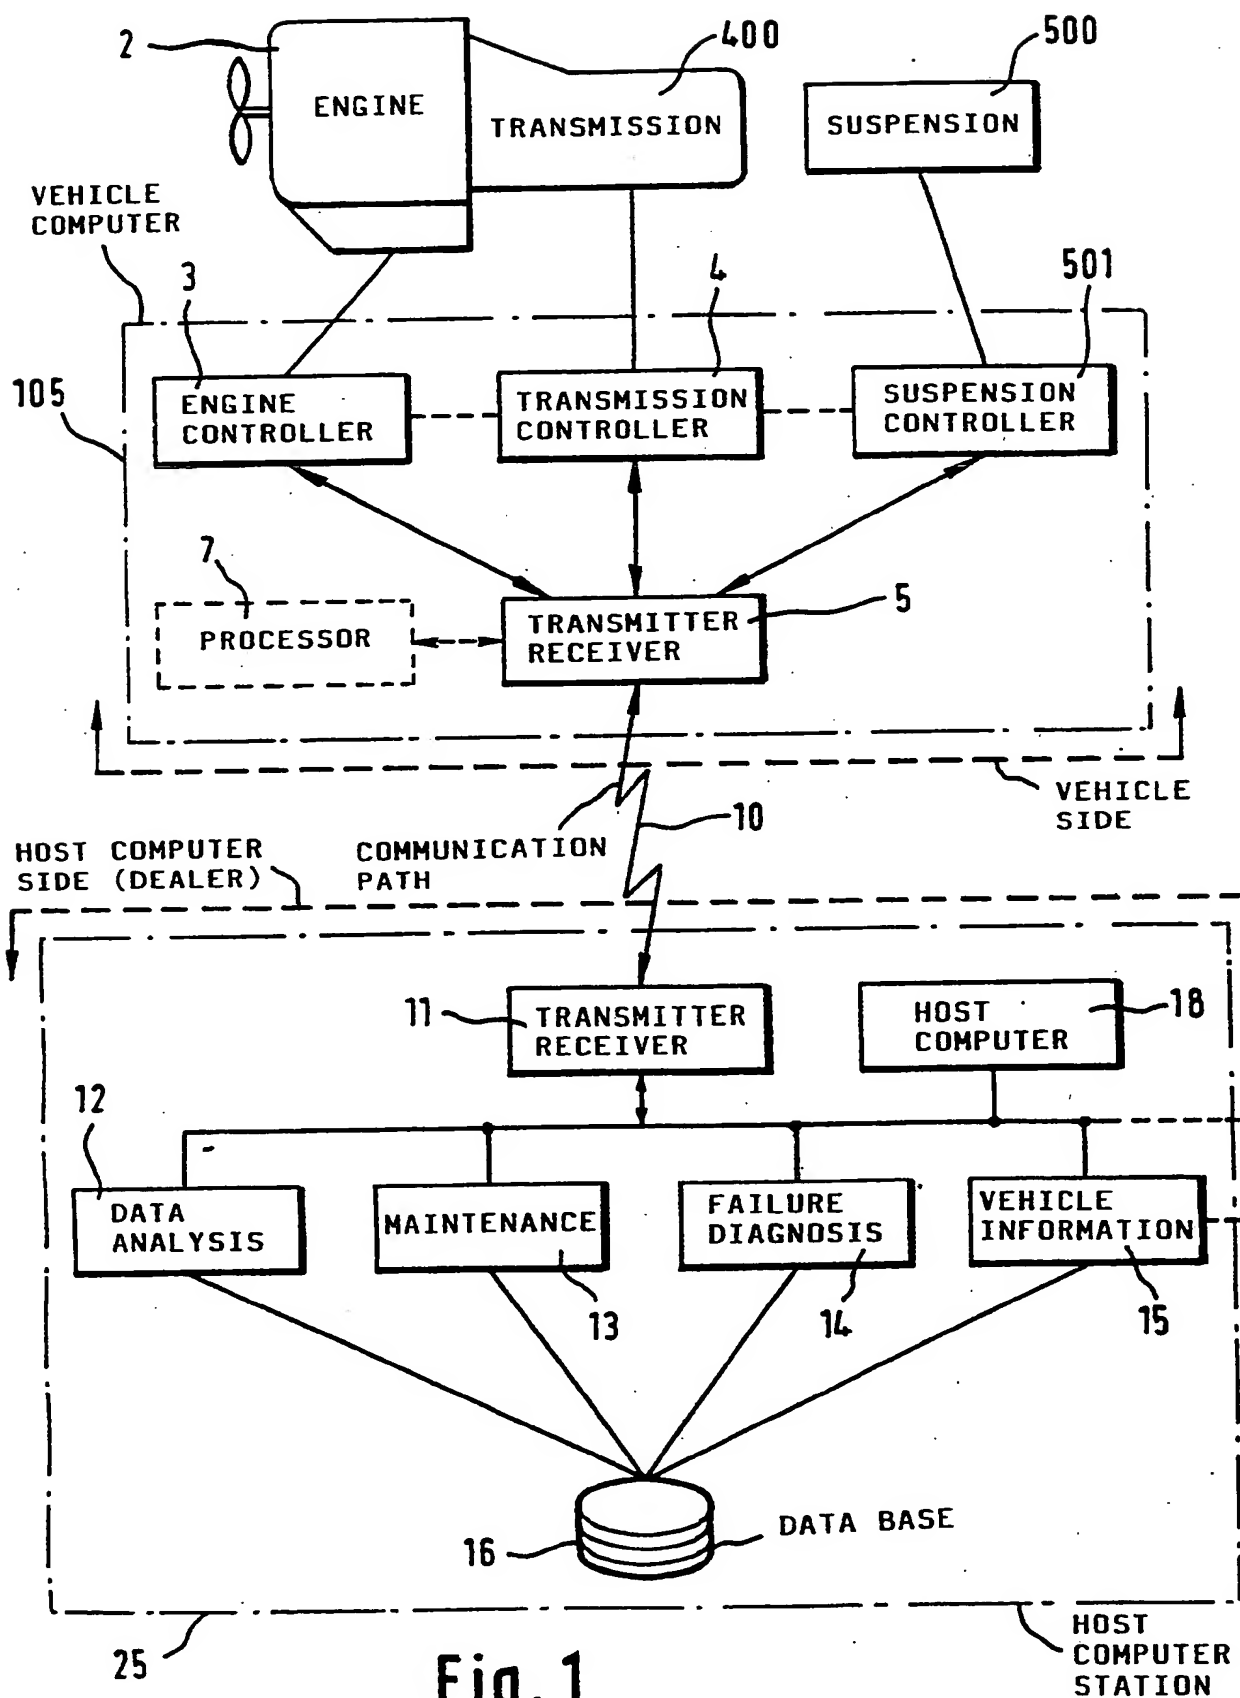 2
400
500
ENGINE
TRANSMISSION
SUSPENSION
VEHICLE
COMPUTER
3
4
501
105
ENGINE
CONTROLLER
TRANSMISSION
CONTROLLER
SUSPENSION
CONTROLLER
7
5
PROCESSOR
TRANSMITTER
RECEIVER
VEHICLE
SIDE
10
HOST COMPUTER
SIDE (DEALER)
COMMUNICATION
PATH
11
TRANSMITTER
RECEIVER
HOST
COMPUTER
18
12
DATA
ANALYSIS
MAINTENANCE
FAILURE
DIAGNOSIS
VEHICLE
INFORMATION
13
14
15
16
DATA BASE
25
HOST
COMPUTER
STATION
Fig. 1